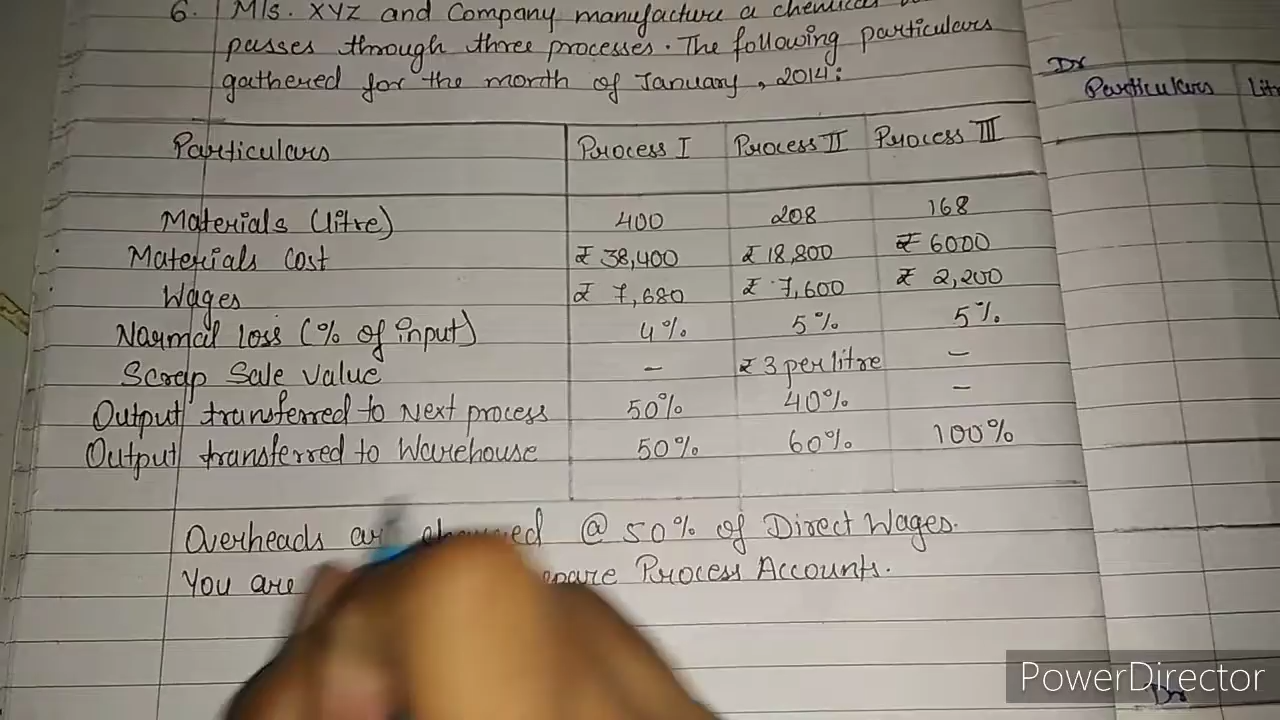 6. M/s. XYZ and Company manufacture a chemical
passes through three processes. The following particulars
gathered for the month of January, 2014:
Particulars Process I Process II Process III
Materials (litre) 400 208 168
Materials cost ₹ 38,400 ₹ 18,800 ₹ 6000
Wages ₹ 7,680 ₹ 7,600 ₹ 2,200
Normal loss (% of input) 4% 5% 5%
Scrap Sale value - ₹ 3 per litre -
Output transferred to Next process 50% 40% -
Output transferred to Warehouse 50% 60% 100%
Overheads @ 50% of Direct Wages.
You are Process Accounts.
Dr
Particulars
PowerDirector
Dr